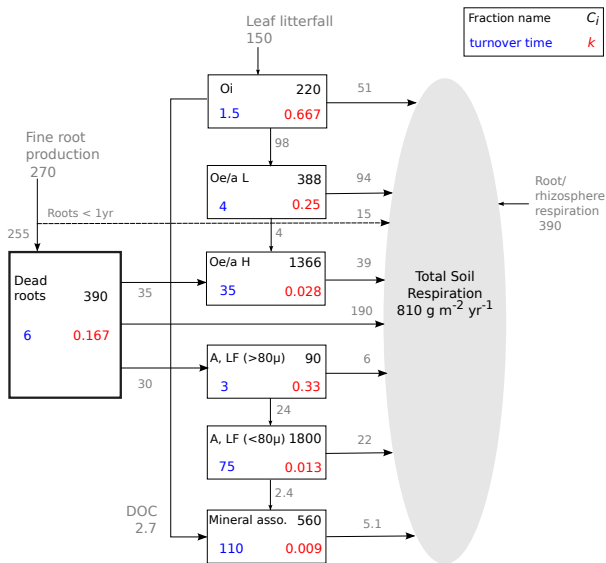 Leaf litterfall
150
Fraction name C_i
turnover time k
Oi 220
1.5 0.667
51
98
Fine root
production
270
Oe/a L 388
4 0.25
94
Root/
rhizosphere
respiration
390
Roots < 1yr
15
255
4
Oe/a H 1366
35 0.028
39
Dead
roots
390
6 0.167
35
190
30
Total Soil
Respiration
810 g m⁻² yr⁻¹
A, LF (>80μ) 90
3 0.33
6
24
A, LF (<80μ) 1800
75 0.013
22
2.4
DOC
2.7
Mineral asso. 560
110 0.009
5.1